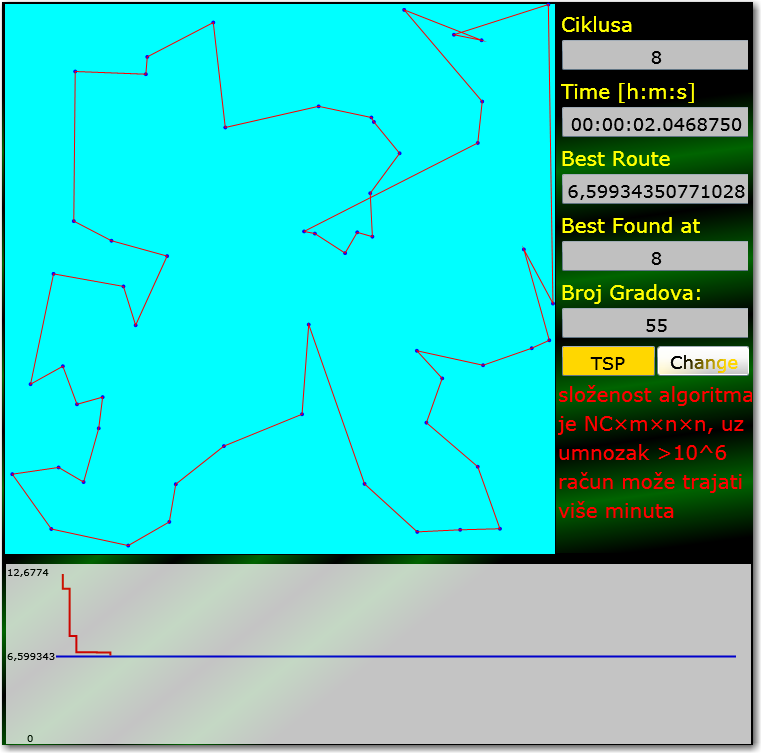 Ciklusa
8
Time [h:m:s]
00:00:02.0468750
Best Route
6,59934350771028
Best Found at
8
Broj Gradova:
55
TSP
Change
složenost algoritma
je NC×m×n×n, uz
umnozak >10^6
račun može trajati
više minuta
12,6774
6,599343
0